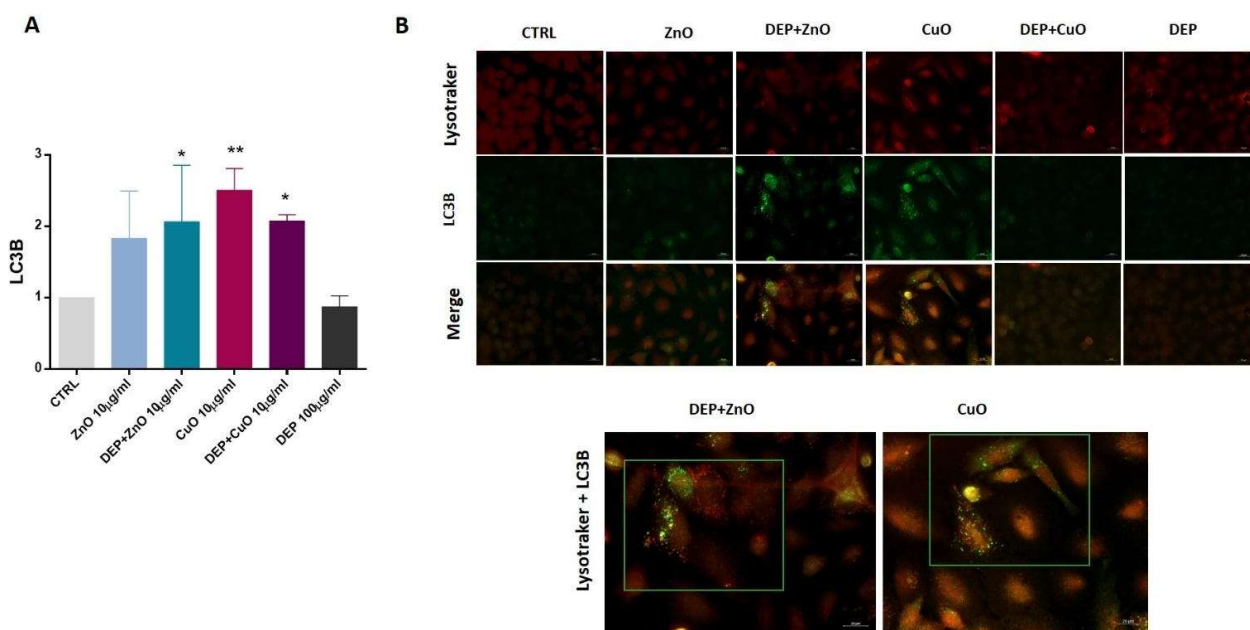 A
B
CTRL
ZnO
DEP+ZnO
CuO
DEP+CuO
DEP
Lysotraker
LC3B
Merge
LC3B
3
2
1
0
*
**
*
CTRL
ZnO 10µg/ml
DEP+ZnO 10µg/ml
CuO 10µg/ml
DEP+CuO 10µg/ml
DEP 100µg/ml
DEP+ZnO
CuO
Lysotraker + LC3B